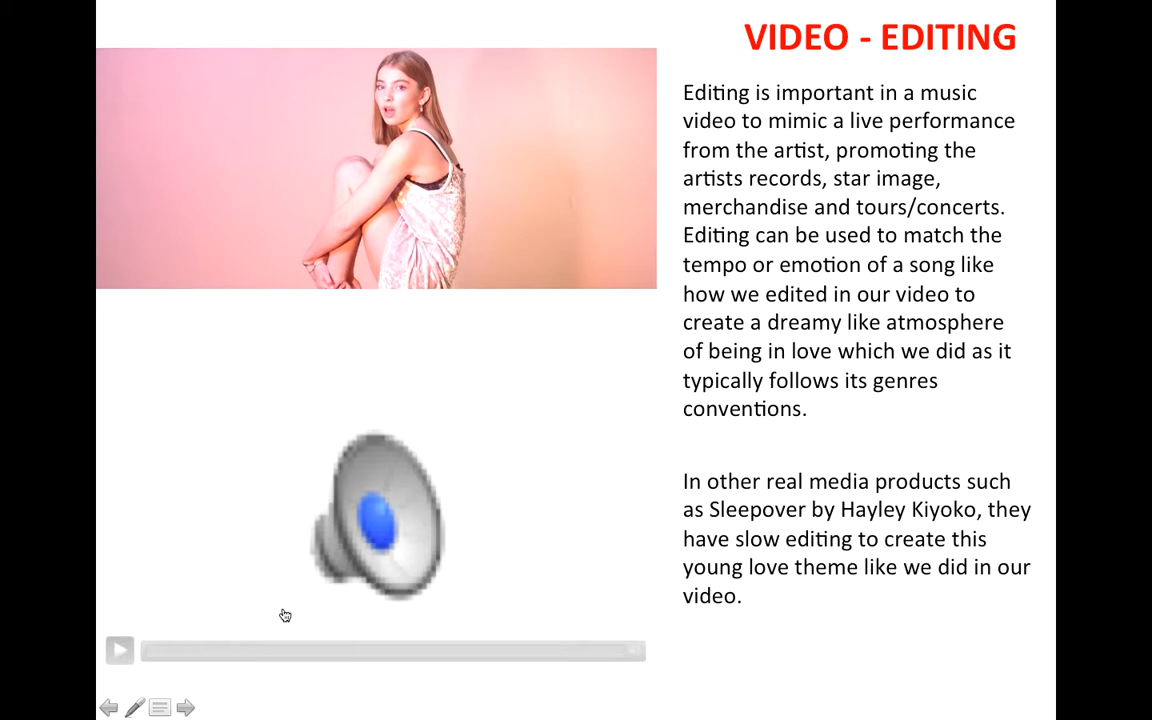 VIDEO - EDITING
Editing is important in a music
video to mimic a live performance
from the artist, promoting the
artists records, star image,
merchandise and tours/concerts.
Editing can be used to match the
tempo or emotion of a song like
how we edited in our video to
create a dreamy like atmosphere
of being in love which we did as it
typically follows its genres
conventions.
In other real media products such
as Sleepover by Hayley Kiyoko, they
have slow editing to create this
young love theme like we did in our
video.